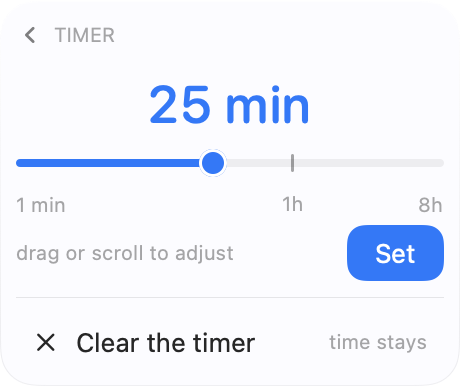 TIMER
25 min
1 min 1h 8h
drag or scroll to adjust Set
Clear the timer time stays